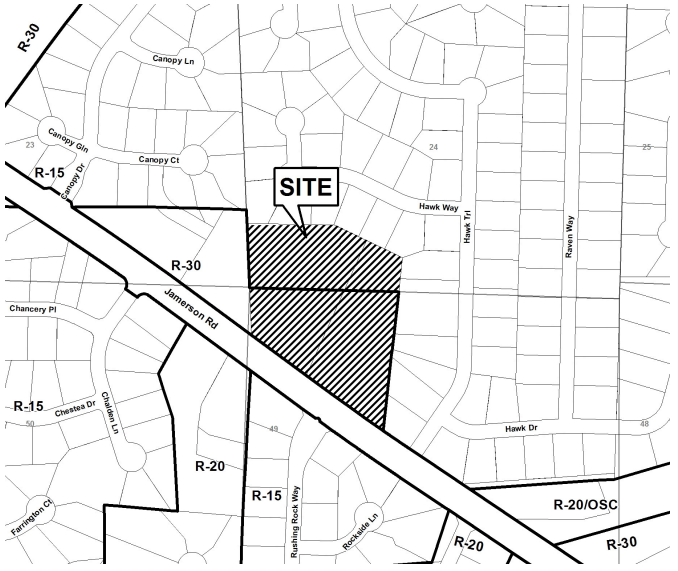 R-30
Canopy Ln
23
Canopy Gln
Canopy Ct
24
25
R-15
Canopy Dr
SITE
Hawk Way
Hawk Trl
Raven Way
R-30
Jamerson Rd
Chancery Pl
R-15
Chestea Dr
Chalden Ln
50
49
Hawk Dr
48
R-20
R-15
Rushing Rock Way
Rockside Ln
R-20/OSC
Farrington Ct
R-20
R-30